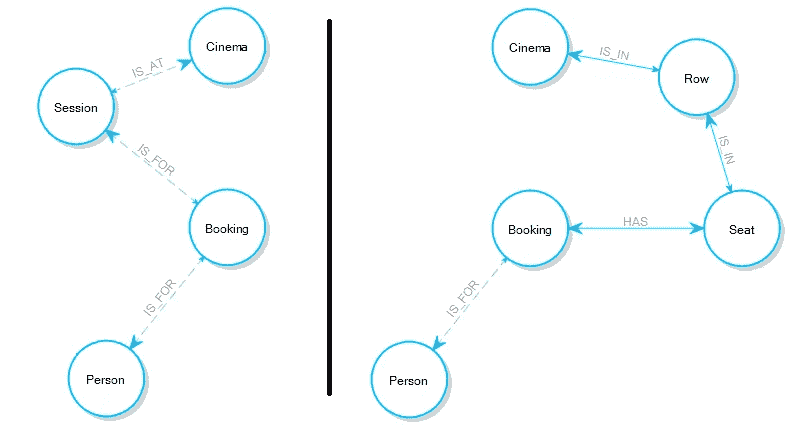 Cinema
IS_AT
Session
IS_FOR
Booking
IS_FOR
Person
Cinema
IS_IN
Row
IS_IN
Booking
HAS
Seat
IS_FOR
Person